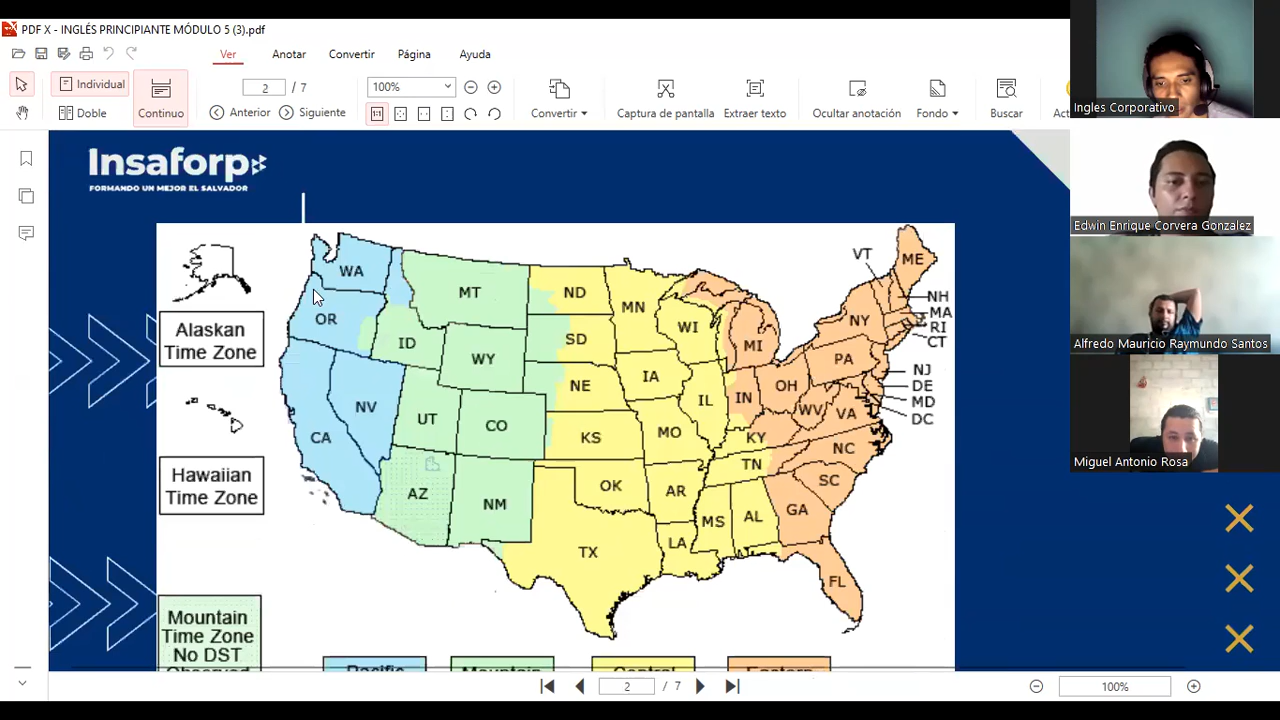 PDF X - INGLÉS PRINCIPIANTE MÓDULO 5 (3).pdf
Ver
Anotar
Convertir
Página
Ayuda
Individual
Doble
Continuo
2 / 7
Anterior
Siguiente
100%
Convertir
Captura de pantalla
Extraer texto
Ocultar anotación
Fondo
Buscar
Ingles Corporativo
Edwin Enrique Corvera Gonzalez
Alfredo Mauricio Raymundo Santos
Miguel Antonio Rosa
Insaforp
FORMANDO UN MEJOR EL SALVADOR
Alaskan
Time Zone
Hawaiian
Time Zone
Mountain
Time Zone
No DST
Observed
WA
OR
CA
NV
ID
MT
WY
UT
CO
AZ
NM
ND
SD
NE
KS
OK
TX
MN
IA
MO
AR
LA
WI
IL
MS
AL
TN
KY
MI
IN
OH
WV
VA
NC
SC
GA
FL
PA
NY
VT
ME
NH
MA
RI
CT
NJ
DE
MD
DC
Pacific
Mountain
Central
Eastern
2 / 7
100%